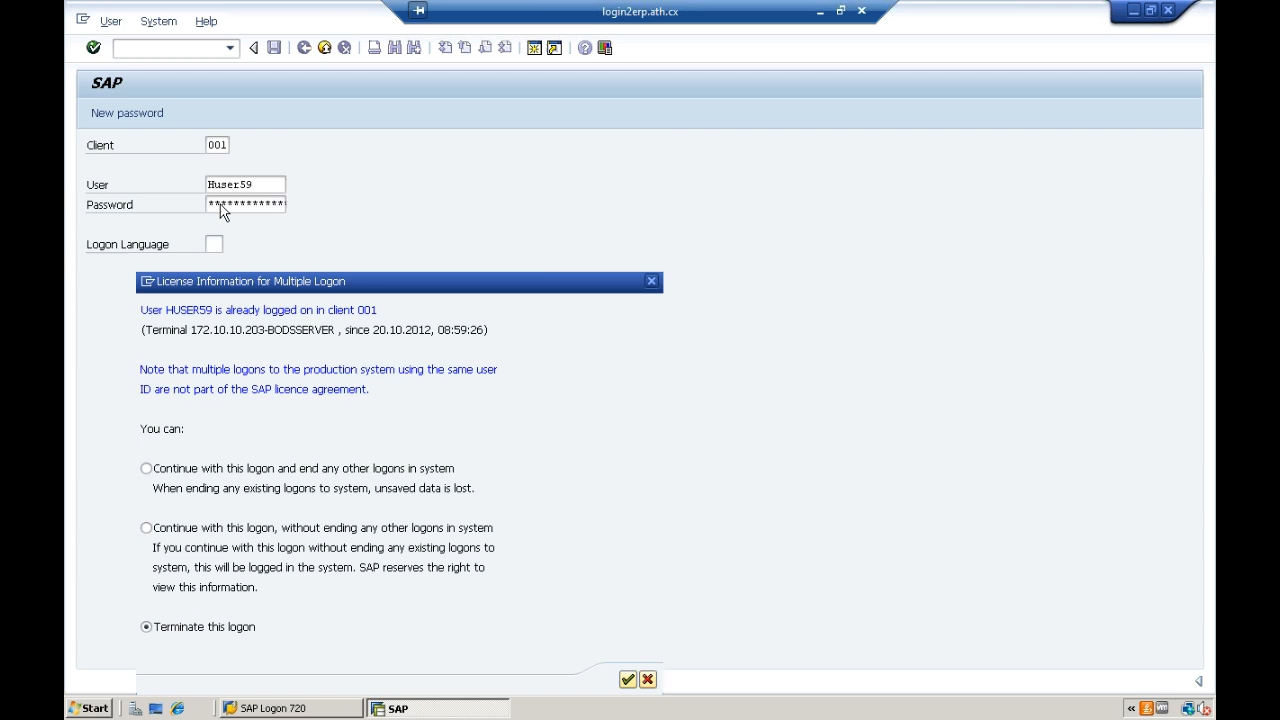 login2erp.ath.cx
User System Help
SAP
New password
Client 001
User Huser59
Password *************
Logon Language
License Information for Multiple Logon
User HUSER59 is already logged on in client 001
(Terminal 172.10.10.203-BODSSERVER , since 20.10.2012, 08:59:26)
Note that multiple logons to the production system using the same user
ID are not part of the SAP licence agreement.
You can:
Continue with this logon and end any other logons in system
When ending any existing logons to system, unsaved data is lost.
Continue with this logon, without ending any other logons in system
If you continue with this logon without ending any existing logons to
system, this will be logged in the system. SAP reserves the right to
view this information.
Terminate this logon
Start SAP Logon 720 SAP